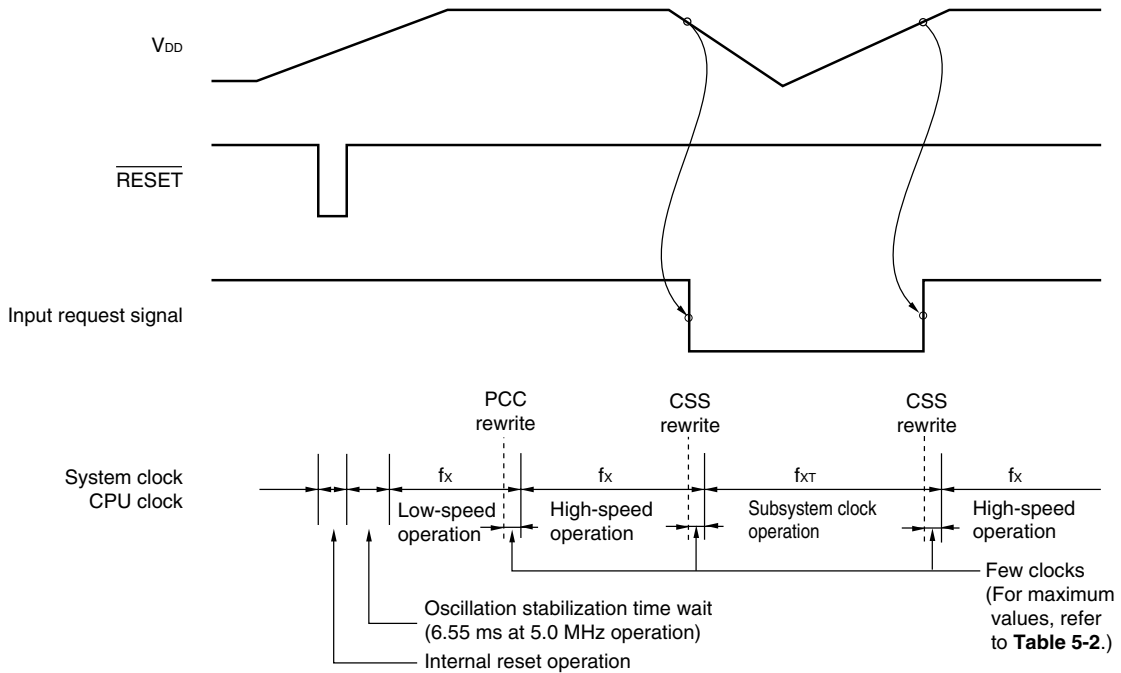 VDD
RESET
Input request signal
PCC
rewrite
CSS
rewrite
CSS
rewrite
System clock
CPU clock
fX
fX
fXT
fX
Low-speed
operation
High-speed
operation
Subsystem clock
operation
High-speed
operation
Few clocks
(For maximum
values, refer
to Table 5-2.)
Oscillation stabilization time wait
(6.55 ms at 5.0 MHz operation)
Internal reset operation